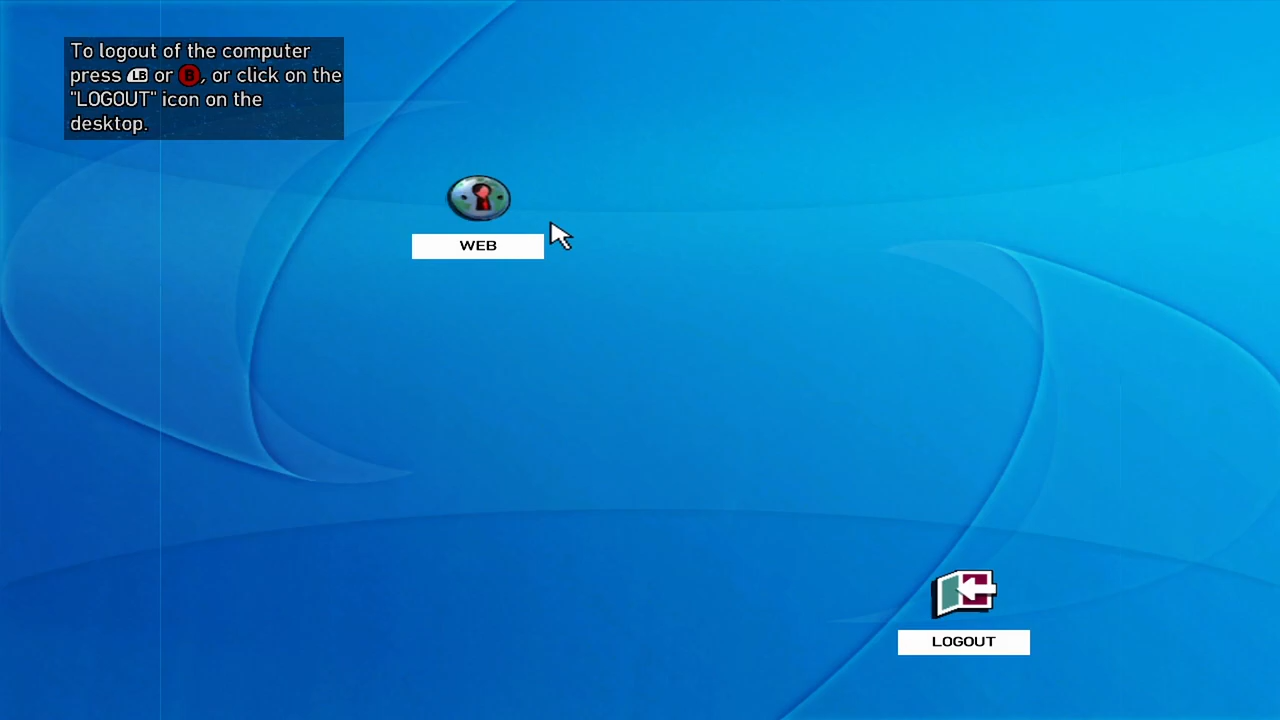 To logout of the computer
press LB or B, or click on the
"LOGOUT" icon on the
desktop.
WEB
LOGOUT